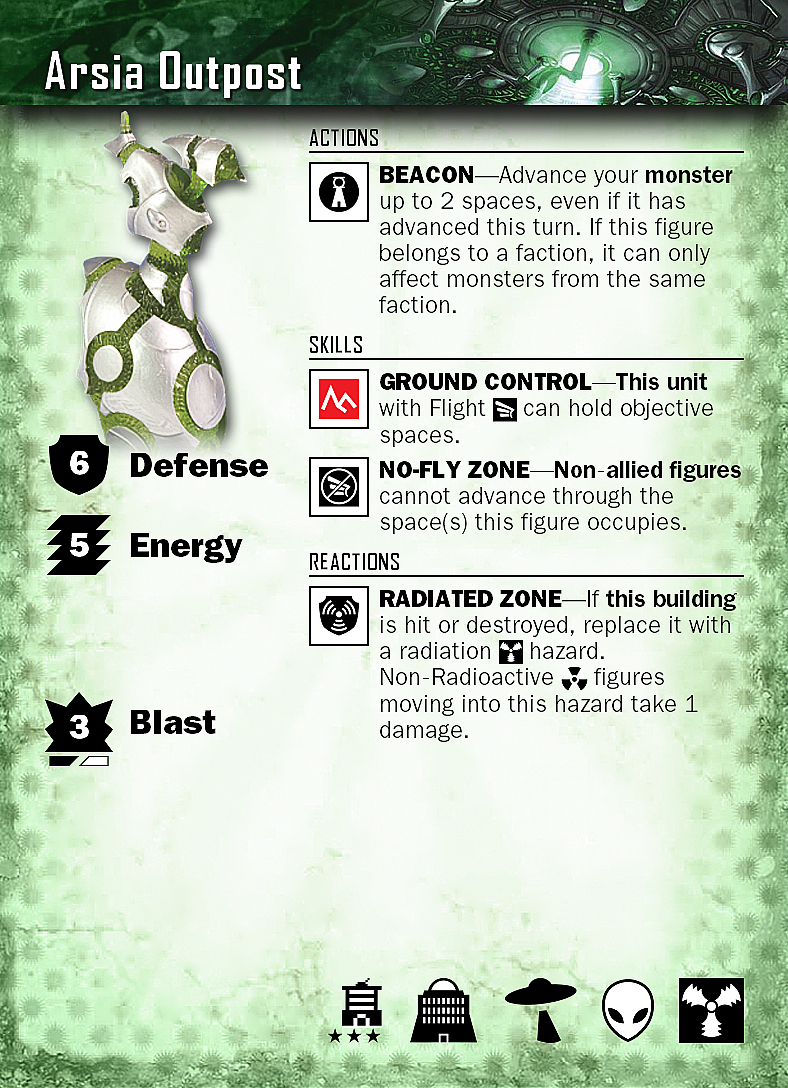 Arsia Outpost
ACTIONS
BEACON—Advance your monster
up to 2 spaces, even if it has
advanced this turn. If this figure
belongs to a faction, it can only
affect monsters from the same
faction.
SKILLS
GROUND CONTROL—This unit
with Flight can hold objective
spaces.
NO-FLY ZONE—Non-allied figures
cannot advance through the
space(s) this figure occupies.
REACTIONS
RADIATED ZONE—If this building
is hit or destroyed, replace it with
a radiation hazard.
Non-Radioactive figures
moving into this hazard take 1
damage.
6 Defense
5 Energy
3 Blast